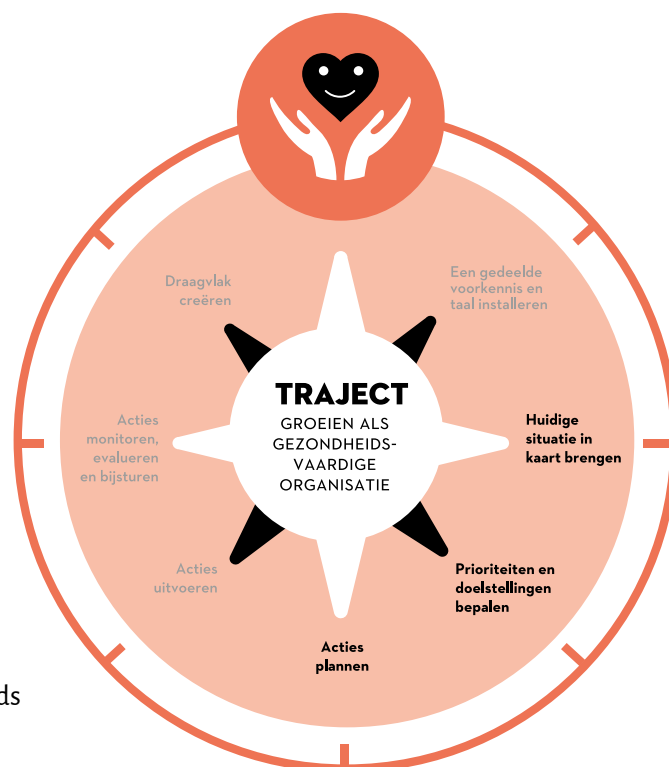 Draagvlak
creëren
Een gedeelde
voorkennis en
taal installeren
TRAJECT
GROEIEN ALS
GEZONDHEIDS-
VAARDIGE
ORGANISATIE
Huidige
situatie in
kaart brengen
Acties
monitoren,
evalueren
en bijsturen
Prioriteiten en
doelstellingen
bepalen
Acties
uitvoeren
Acties
plannen
ds